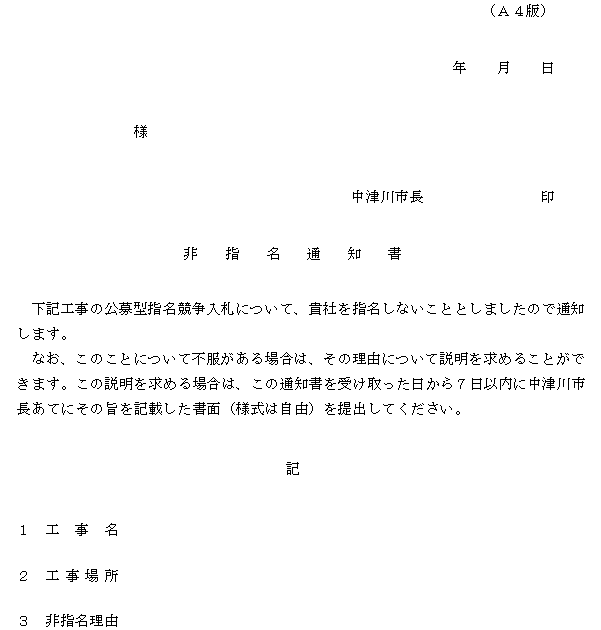 （Ａ４版）
年　　月　　日
様
中津川市長　　　　　　　　印
非　指　名　通　知　書
　下記工事の公募型指名競争入札について、貴社を指名しないこととしましたので通知
します。
　なお、このことについて不服がある場合は、その理由について説明を求めることがで
きます。この説明を求める場合は、この通知書を受け取った日から７日以内に中津川市
長あてにその旨を記載した書面（様式は自由）を提出してください。
記
１　工　事　名
２　工 事 場 所
３　非指名理由